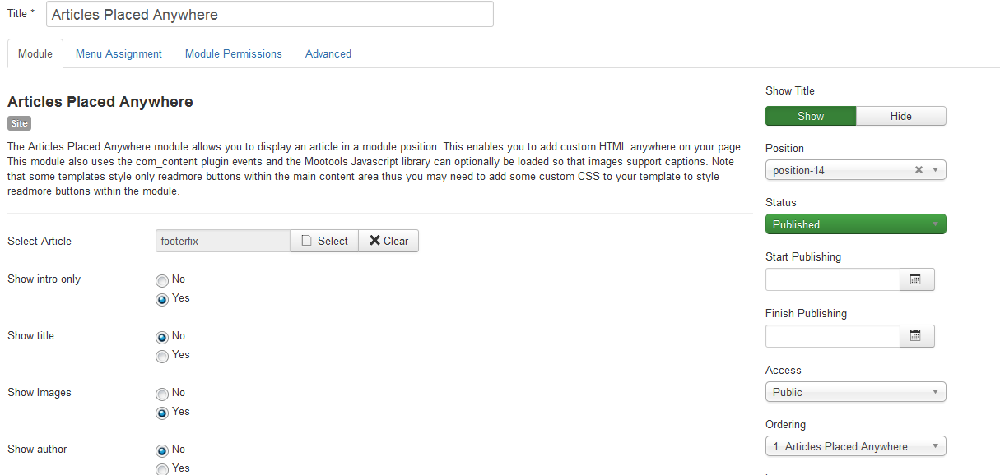 Title *
Articles Placed Anywhere
Module
Menu Assignment
Module Permissions
Advanced
Articles Placed Anywhere
Site
The Articles Placed Anywhere module allows you to display an article in a module position. This enables you to add custom HTML anywhere on your page.
This module also uses the com_content plugin events and the Mootools Javascript library can optionally be loaded so that images support captions. Note
that some templates style only readmore buttons within the main content area thus you may need to add some custom CSS to your template to style
readmore buttons within the module.
Select Article
footerfix
Select
Clear
Show intro only
No
Yes
Show title
No
Yes
Show Images
No
Yes
Show author
No
Yes
Show Title
Show
Hide
Position
position-14
Status
Published
Start Publishing
Finish Publishing
Access
Public
Ordering
1. Articles Placed Anywhere